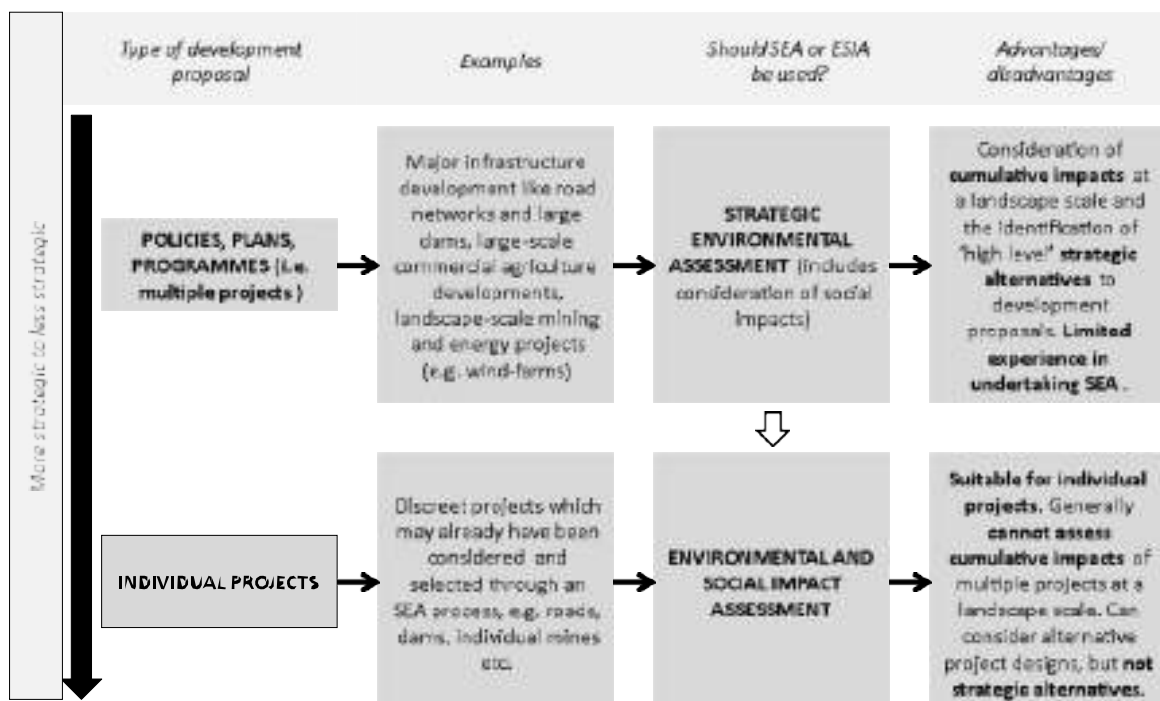 Type of development
proposal
Examples
Should SEA or ESIA
be used?
Advantages/
disadvantages
More strategic to less strategic
POLICIES, PLANS,
PROGRAMMES (i.e.
multiple projects )
Major infrastructure
development like road
networks and large
dams, large-scale
commercial agriculture
developments,
landscape-scale mining
and energy projects
(e.g. wind-farms)
STRATEGIC
ENVIRONMENTAL
ASSESSMENT (includes
consideration of social
impacts)
Consideration of
cumulative impacts at
a landscape scale and
the identification of
"high level" strategic
alternatives to
development
proposals. Limited
experience in
undertaking SEA .
INDIVIDUAL PROJECTS
Discreet projects which
may already have been
considered and
selected through an
SEA process, e.g. roads,
dams, individual mines
etc.
ENVIRONMENTAL AND
SOCIAL IMPACT
ASSESSMENT
Suitable for individual
projects. Generally
cannot assess
cumulative impacts of
multiple projects at a
landscape scale. Can
consider alternative
project designs, but not
strategic alternatives.